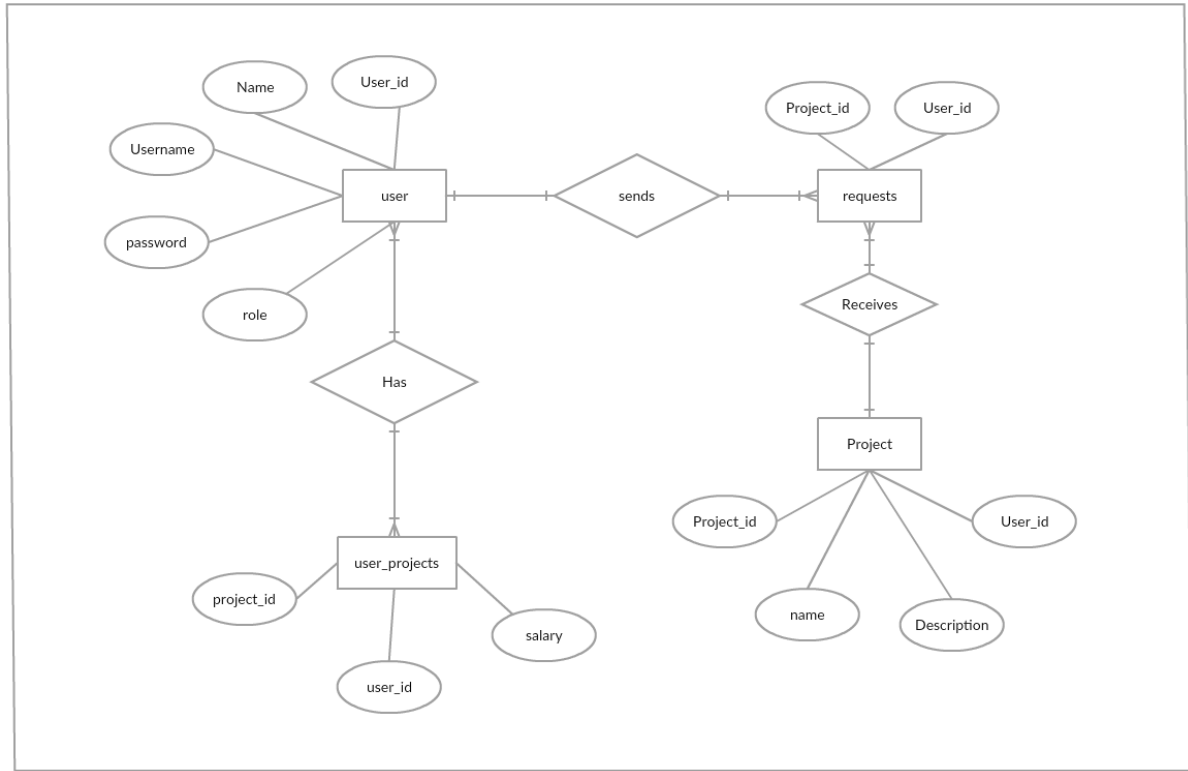 User_id
Name
Project_id
User_id
Username
user
sends
requests
password
role
Receives
Has
Project
Project_id
User_id
user_projects
project_id
name
Description
salary
user_id